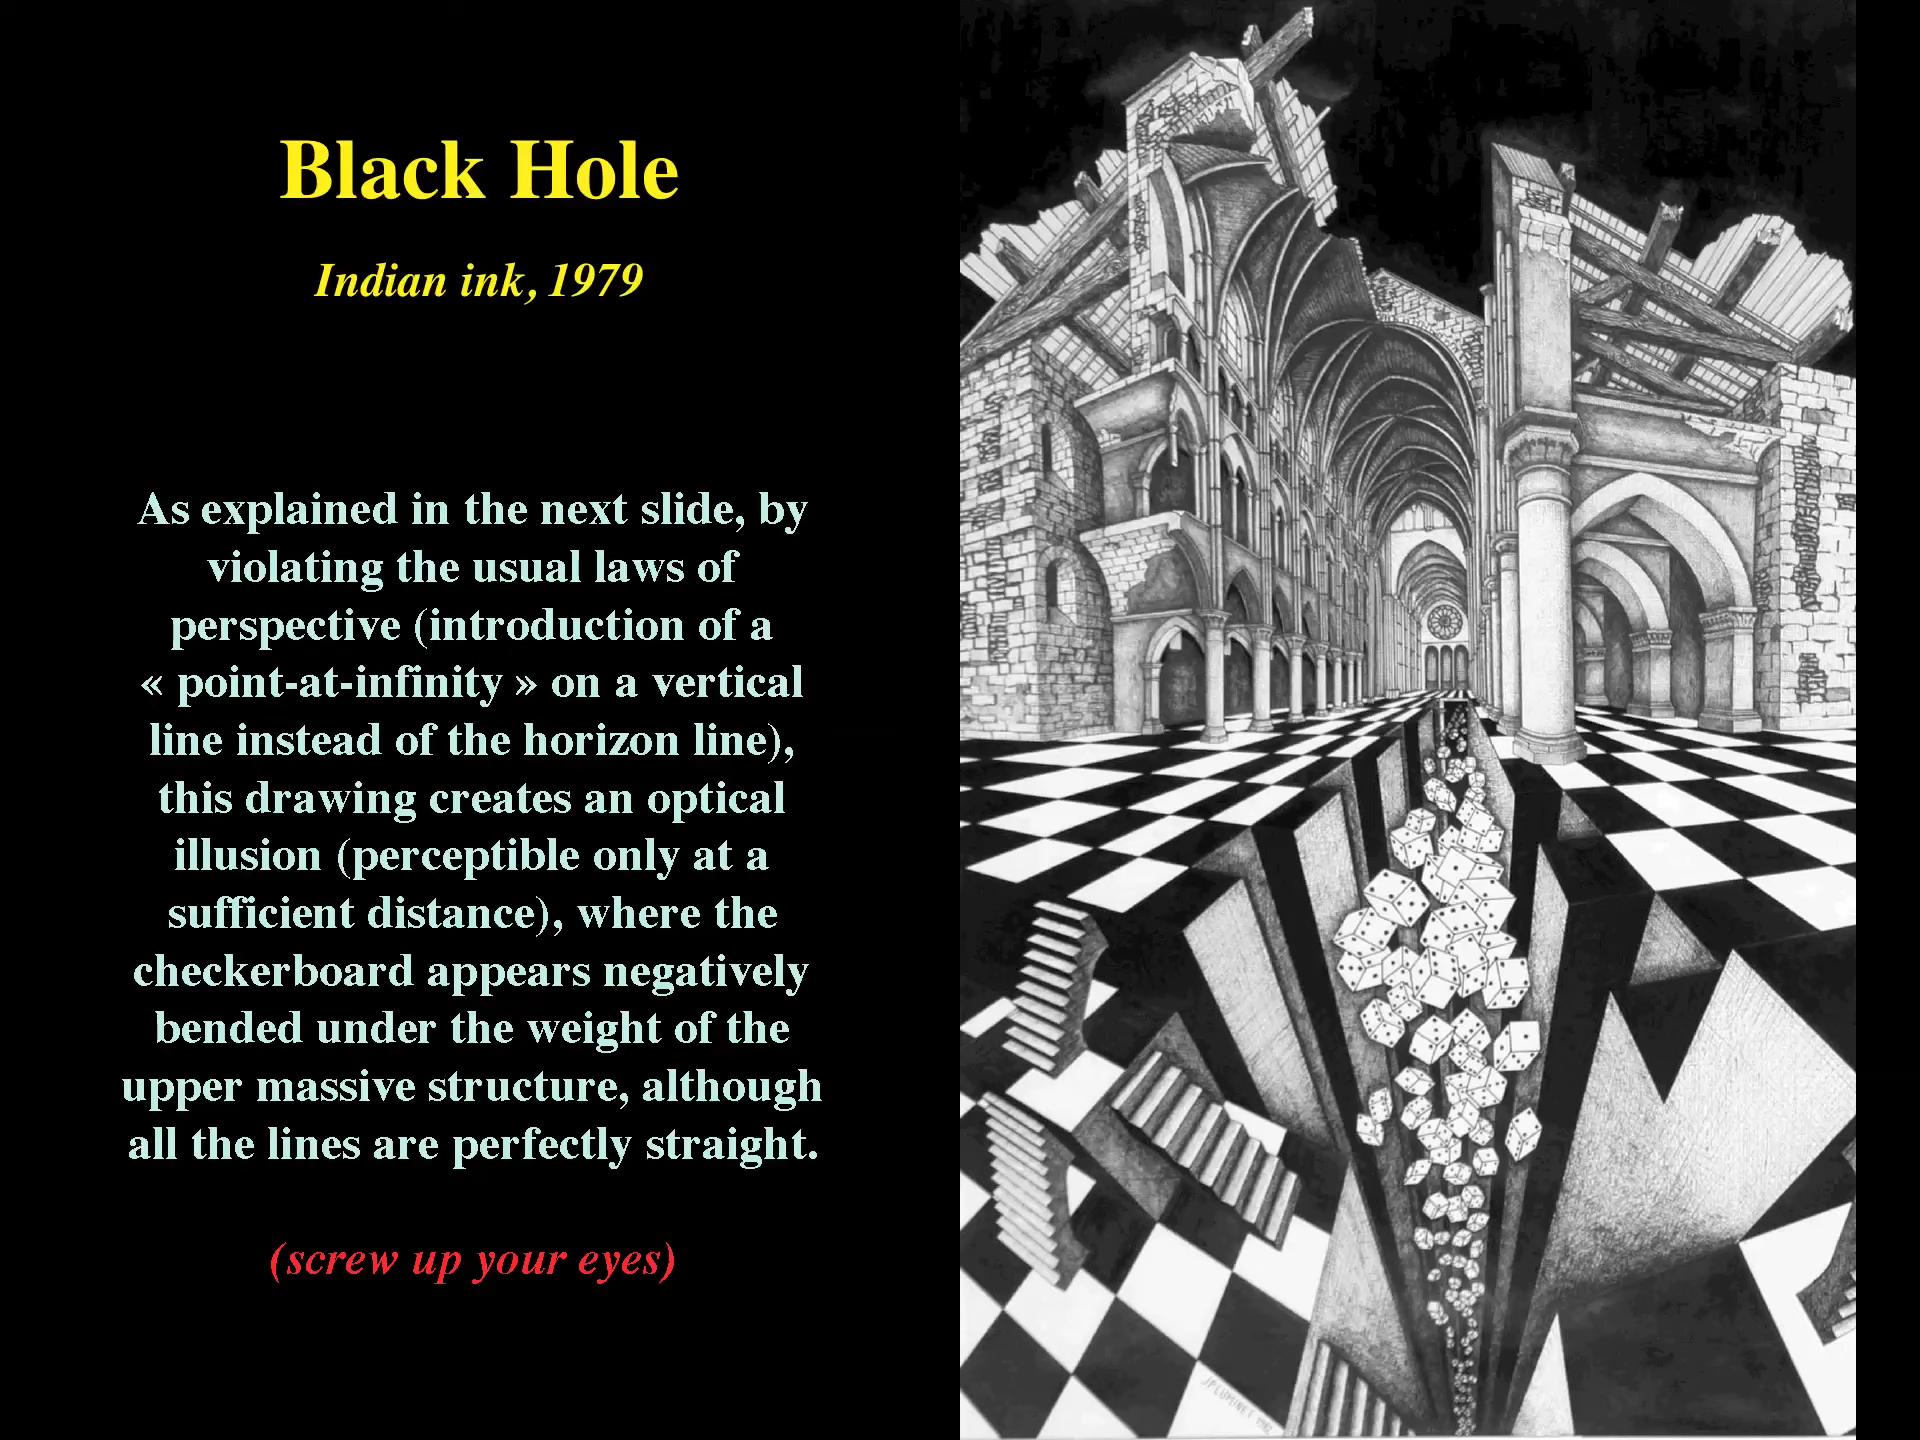 Black Hole
Indian ink, 1979
As explained in the next slide, by
violating the usual laws of
perspective (introduction of a
« point-at-infinity » on a vertical
line instead of the horizon line),
this drawing creates an optical
illusion (perceptible only at a
sufficient distance), where the
checkerboard appears negatively
bended under the weight of the
upper massive structure, although
all the lines are perfectly straight.
(screw up your eyes)